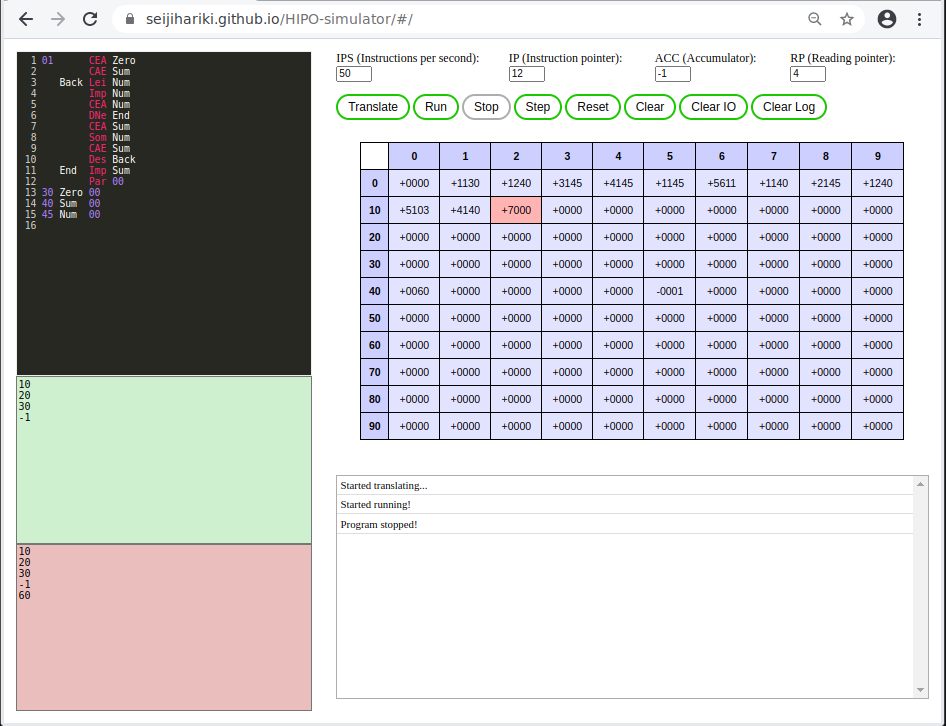 seijihariki.github.io/HIPO-simulator/#/
1 01 CEA Zero
2 CAE Sum
3 Back Lei Num
4 Imp Num
5 CEA Num
6 DNe End
7 CEA Sum
8 Som Num
9 CAE Sum
10 Des Back
11 End Imp Sum
12 Par 00
13 30 Zero 00
14 40 Sum 00
15 45 Num 00
16
10
20
30
-1
10
20
30
-1
60
IPS (Instructions per second): IP (Instruction pointer): ACC (Accumulator): RP (Reading pointer):
50 12 -1 4
Translate Run Stop Step Reset Clear Clear IO Clear Log
0 1 2 3 4 5 6 7 8 9
0 +0000 +1130 +1240 +3145 +4145 +1145 +5611 +1140 +2145 +1240
10 +5103 +4140 +7000 +0000 +0000 +0000 +0000 +0000 +0000 +0000
20 +0000 +0000 +0000 +0000 +0000 +0000 +0000 +0000 +0000 +0000
30 +0000 +0000 +0000 +0000 +0000 +0000 +0000 +0000 +0000 +0000
40 +0060 +0000 +0000 +0000 +0000 -0001 +0000 +0000 +0000 +0000
50 +0000 +0000 +0000 +0000 +0000 +0000 +0000 +0000 +0000 +0000
60 +0000 +0000 +0000 +0000 +0000 +0000 +0000 +0000 +0000 +0000
70 +0000 +0000 +0000 +0000 +0000 +0000 +0000 +0000 +0000 +0000
80 +0000 +0000 +0000 +0000 +0000 +0000 +0000 +0000 +0000 +0000
90 +0000 +0000 +0000 +0000 +0000 +0000 +0000 +0000 +0000 +0000
Started translating...
Started running!
Program stopped!